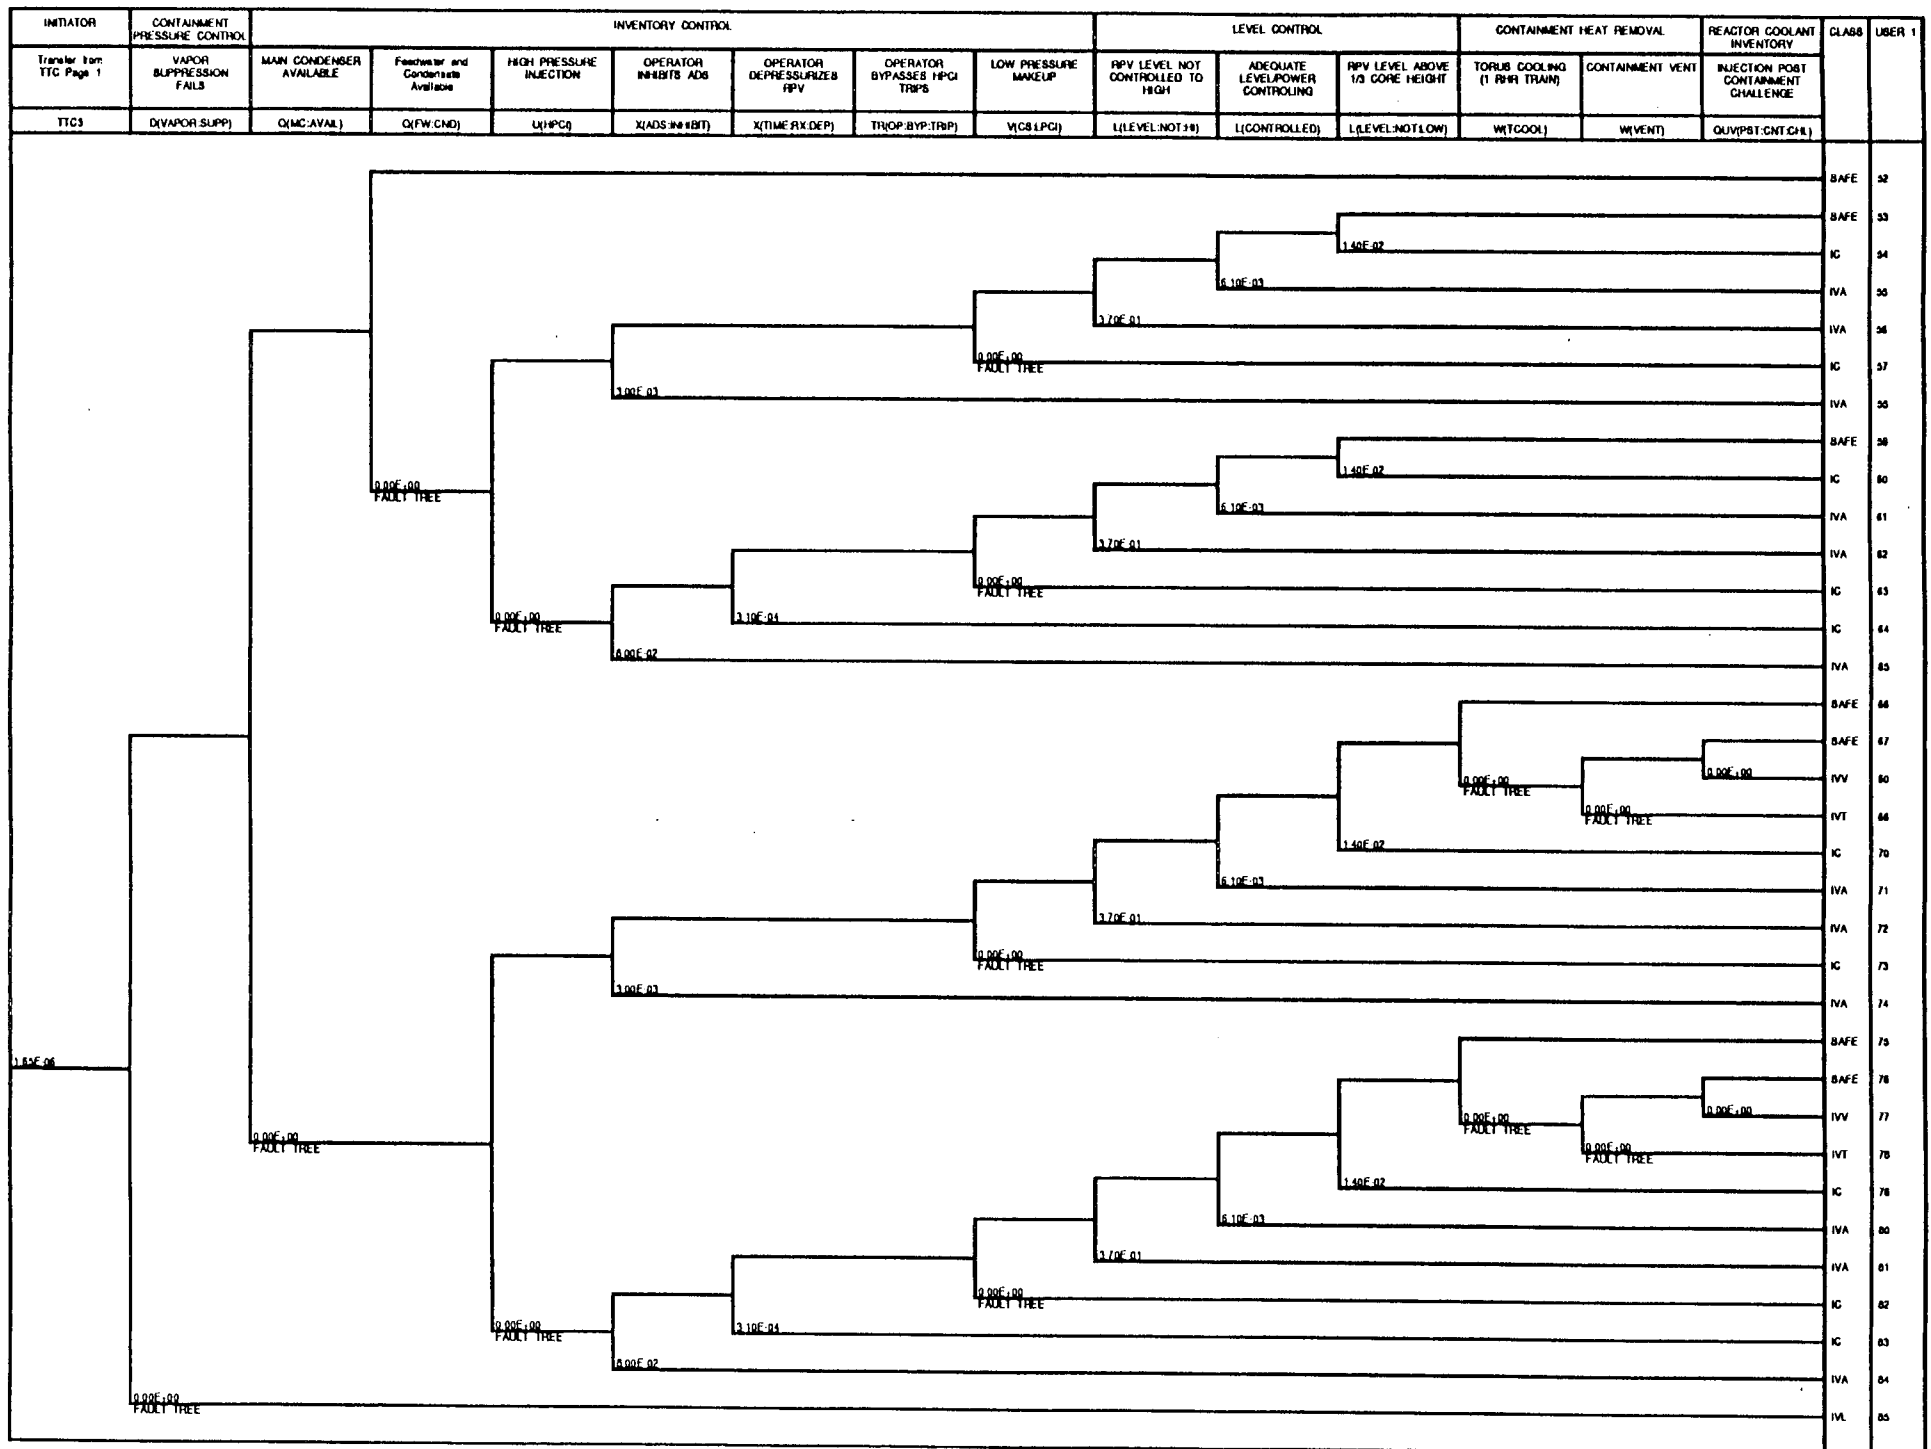 INITIATOR
CONTAINMENT
PRESSURE CONTROL
INVENTORY CONTROL
LEVEL CONTROL
CONTAINMENT HEAT REMOVAL
REACTOR COOLANT
INVENTORY
CLASS
USER 1
Transfer from
TTC Page 1
VAPOR
SUPPRESSION
FAILS
MAIN CONDENSER
AVAILABLE
Feedwater and
Condensate
Available
HIGH PRESSURE
INJECTION
OPERATOR
INHIBITS ADS
OPERATOR
DEPRESSURIZES
RPV
OPERATOR
BYPASSES HPCI
TRIPS
LOW PRESSURE
MAKEUP
RPV LEVEL NOT
CONTROLLED TO
HIGH
ADEQUATE
LEVEL/POWER
CONTROLING
RPV LEVEL ABOVE
1/3 CORE HEIGHT
TORUS COOLING
(1 RHR TRAIN)
CONTAINMENT VENT
INJECTION POST
CONTAINMENT
CHALLENGE
TTC3
D(VAPOR:SUPP)
Q(MC:AVAIL)
Q(FW:CND)
U(HPCI)
X(ADS:INHIBIT)
X(TIME:RX:DEP)
TR(OP:BYP:TRIP)
V(CS:LPCI)
L(LEVEL:NOT:HI)
L(CONTROLLED)
L(LEVEL:NOT:LOW)
W(TCOOL)
W(VENT)
QUV(PST:CNT:CHL)
SAFE 52
SAFE 53
1.40E-02
IC 54
6.10E-03
IVA 55
3.70E-01
IVA 56
0.00E+00
FAULT TREE
IC 57
3.00E-03
IVA
SAFE
1.40E-02
IC 60
0.00E+00
FAULT TREE
6.10E-03
IVA 61
3.70E-01
IVA 62
0.00E+00
FAULT TREE
IC 63
0.00E+00
FAULT TREE
3.10E-04
IC 64
6.00E-02
IVA 65
SAFE 66
SAFE 67
0.00E+00
IVV
0.00E+00
FAULT TREE
0.00E+00
FAULT TREE
IVT
1.40E-02
IC 70
6.10E-03
IVA 71
3.70E-01
IVA 72
0.00E+00
FAULT TREE
IC 73
3.00E-03
IVA 74
SAFE 75
1.65E-06
SAFE 76
0.00E+00
IVV 77
0.00E+00
FAULT TREE
0.00E+00
FAULT TREE
0.00E+00
FAULT TREE
IVT 78
1.40E-02
IC
6.10E-03
IVA 80
3.70E-01
IVA 81
0.00E+00
FAULT TREE
IC 82
0.00E+00
FAULT TREE
3.10E-04
IC 83
6.00E-02
IVA 84
0.00E+00
FAULT TREE
IVL 85